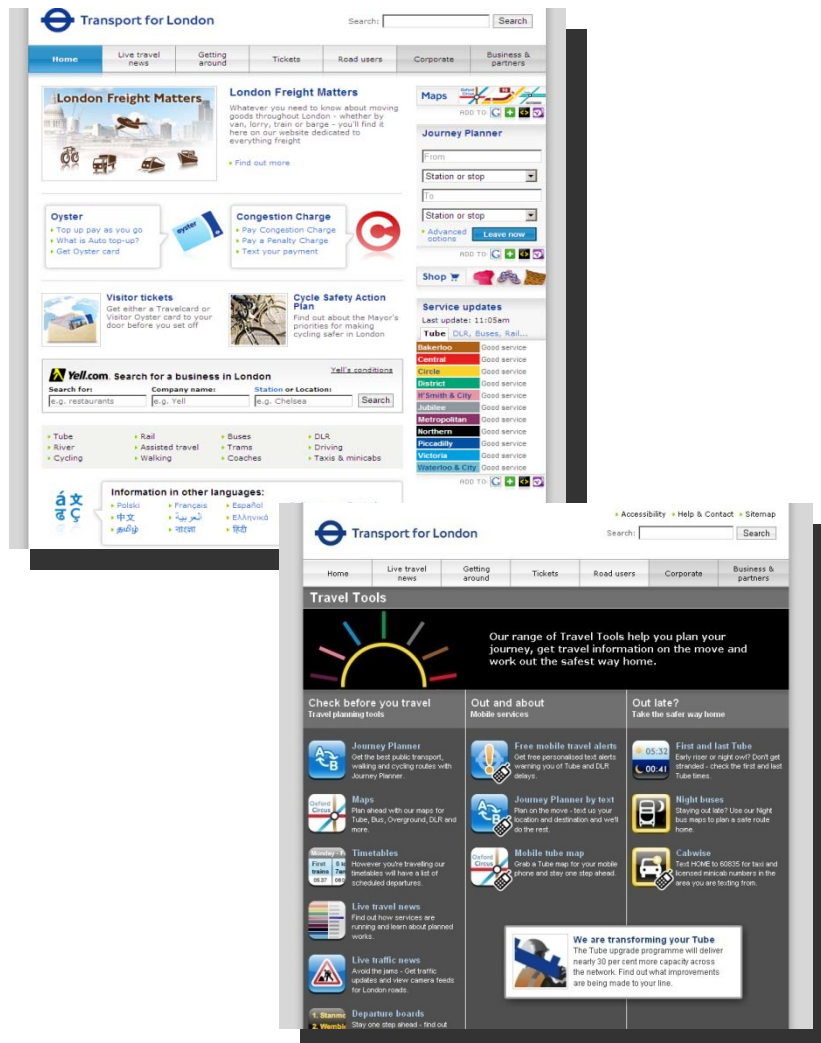 Transport for London
Search:
Search
Home
Live travel
news
Getting
around
Tickets
Road users
Corporate
Business &
partners
London Freight Matters
London Freight Matters
Whatever you need to know about moving
goods throughout London - whether by
van, lorry, train or barge - you'll find it
here on our website dedicated to
everything freight
Find out more
Oyster
Top up pay as you go
What is Auto top-up?
Get Oyster card
oyster
Congestion Charge
Pay Congestion Charge
Pay a Penalty Charge
Text your payment
Visitor tickets
Get either a Travelcard or
Visitor Oyster card to your
door before you set off
Cycle Safety Action
Plan
Find out about the Mayor's
priorities for making
cycling safer in London
Yell.com. Search for a business in London
Yell's conditions
Search for:
Company name:
Station or Location:
e.g. restaurants
e.g. Yell
e.g. Chelsea
Search
Tube
Rail
Buses
DLR
River
Assisted travel
Trams
Driving
Cycling
Walking
Coaches
Taxis & minicabs
Information in other languages:
Polski
Français
Español
中文
Ελληνικά
தமிழ்
বাংলা
हिंदी
Maps
ADD TO:
Journey Planner
From
Station or stop
To
Station or stop
Advanced
options
Leave now
ADD TO:
Shop
Service updates
Last update: 11:05am
Tube DLR, Buses, Rail...
Bakerloo Good service
Central Good service
Circle Good service
District Good service
H'Smith & City Good service
Jubilee Good service
Metropolitan Good service
Northern Good service
Piccadilly Good service
Victoria Good service
Waterloo & City Good service
ADD TO:
Accessibility Help & Contact Sitemap
Transport for London
Search:
Search
Home
Live travel
news
Getting
around
Tickets
Road users
Corporate
Business &
partners
Travel Tools
Our range of Travel Tools help you plan your
journey, get travel information on the move and
work out the safest way home.
Check before you travel
Travel planning tools
A
B
Journey Planner
Get the best public transport,
walking and cycling routes with
Journey Planner.
Oxford
Circus
Maps
Plan ahead with our maps for
Tube, Bus, Overground, DLR and
more.
First
trains
Timetables
However you're travelling our
timetables will have a list of
scheduled departures.
Live travel news
Find out how services are
running and learn about planned
works.
Live traffic news
Avoid the jams - Get traffic
updates and view camera feeds
for London roads.
Departure boards
Stay one step ahead - find out
Out and about
Mobile services
Free mobile travel alerts
Get free personalised text alerts
warning you of Tube and DLR
delays.
A
B
Journey Planner by text
Plan on the move - text us your
location and destination and we'll
do the rest.
Oxford
Circus
Mobile tube map
Grab a Tube map for your mobile
phone and stay one step ahead.
Out late?
Take the safer way home
05:32
00:41
First and last Tube
Early riser or night owl? Don't get
stranded - check the first and last
Tube times.
Night buses
Staying out late? Use our Night
bus maps to plan a safe route
home.
Cabwise
Text HOME to 60835 for taxi and
licensed minicab numbers in the
area you are texting from.
We are transforming your Tube
The Tube upgrade programme will deliver
nearly 30 per cent more capacity across
the network. Find out what improvements
are being made to your line.